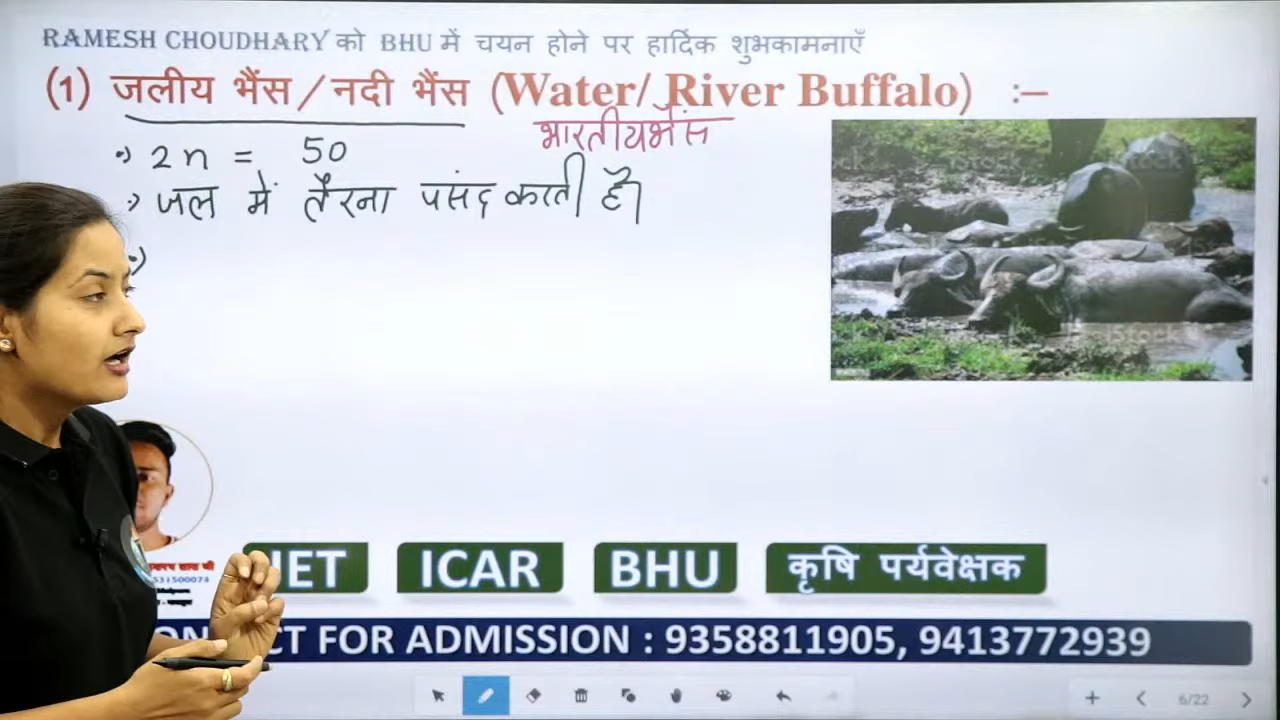 RAMESH CHOUDHARY को BHU में चयन होने पर हार्दिक शुभकामनाएँ
(1) जलीय भैंस / नदी भैंस (Water/ River Buffalo) :–
भारतीय भैंस
2n = 50
जल में तैरना पसंद करती है।
iStock
JET ICAR BHU कृषि पर्यवेक्षक
CT FOR ADMISSION : 9358811905, 9413772939
6/22